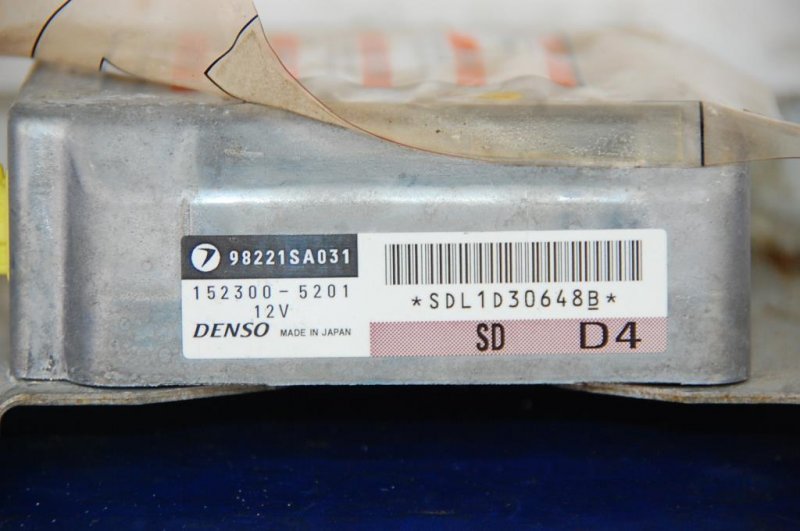 98221SA031
152300-5201
12V
DENSO MADE IN JAPAN
*SDL1D30648B*
SD D4